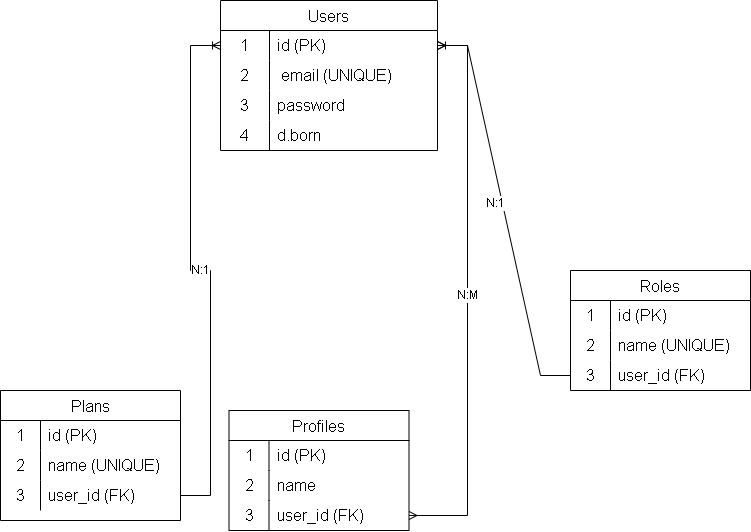 Users
1 id (PK)
2 email (UNIQUE)
3 password
4 d.born
N:1
N:1
N:M
Roles
1 id (PK)
2 name (UNIQUE)
3 user_id (FK)
Plans
1 id (PK)
2 name (UNIQUE)
3 user_id (FK)
Profiles
1 id (PK)
2 name
3 user_id (FK)